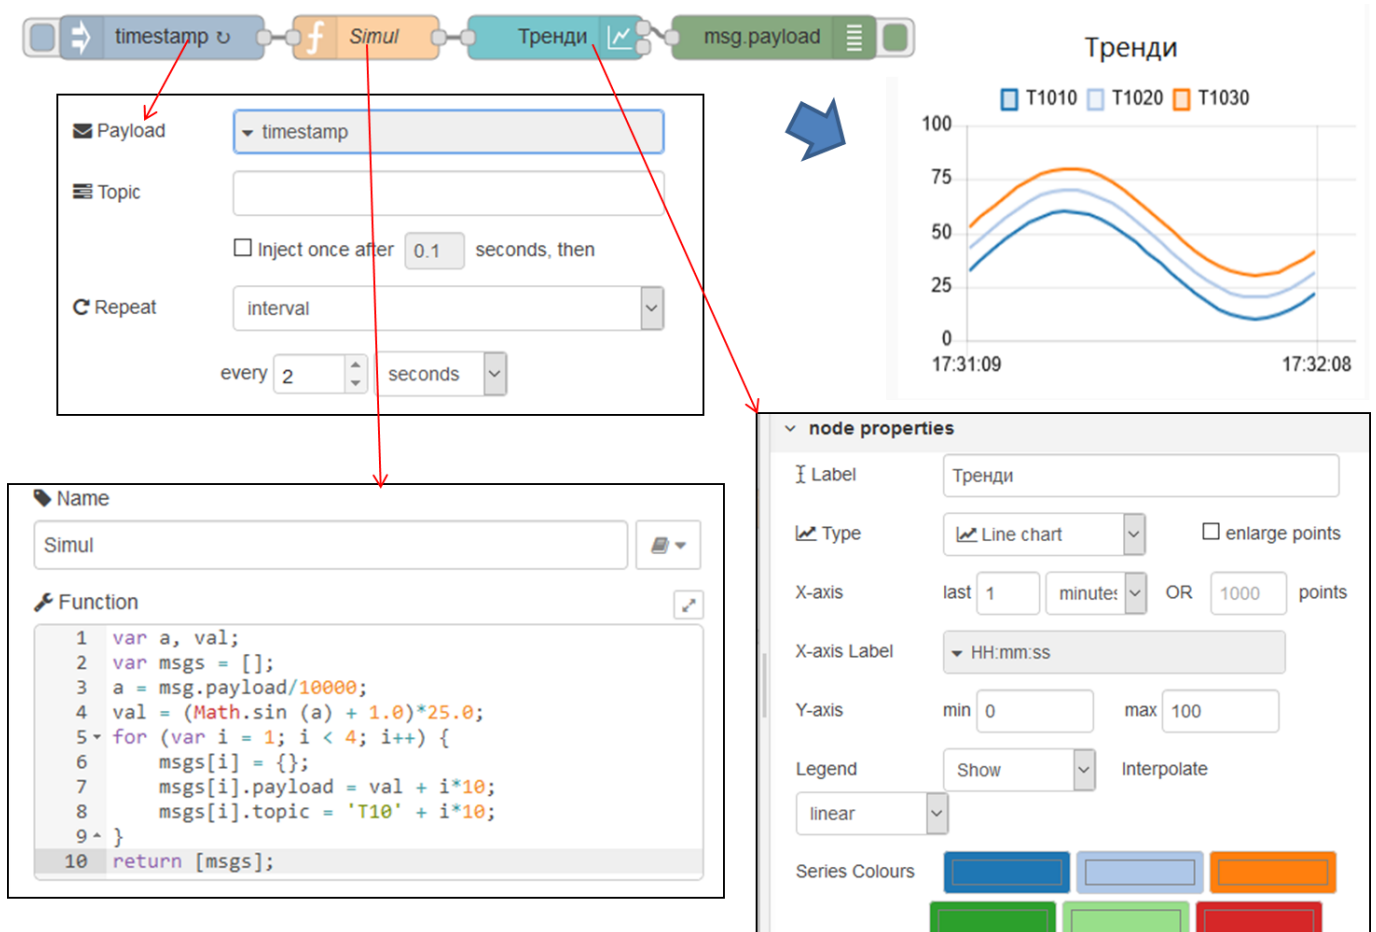 timestamp ↻
Simul
Тренди
msg.payload
Payload
timestamp
Topic
Inject once after 0.1 seconds, then
Repeat
interval
every 2 seconds
Тренди
T1010 T1020 T1030
100
75
50
25
0
17:31:09 17:32:08
Name
Simul
Function
1 var a, val;
2 var msgs = [];
3 a = msg.payload/10000;
4 val = (Math.sin (a) + 1.0)*25.0;
5 for (var i = 1; i < 4; i++) {
6 msgs[i] = {};
7 msgs[i].payload = val + i*10;
8 msgs[i].topic = 'T10' + i*10;
9 }
10 return [msgs];
node properties
Label Тренди
Type Line chart enlarge points
X-axis last 1 minutes OR 1000 points
X-axis Label HH:mm:ss
Y-axis min 0 max 100
Legend Show Interpolate
linear
Series Colours